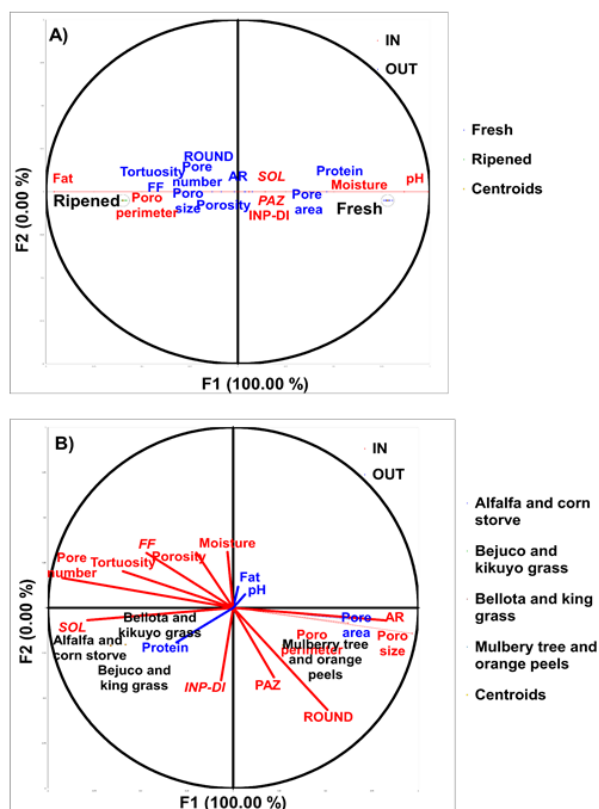 A)
IN
OUT
ROUND
Pore
number
Tortuosity
FF
Poro
size
Porosity
AR
SOL
Protein
Moisture
pH
Fat
Ripened
Poro
perimeter
PAZ
INP-DI
Pore
area
Fresh
F2 (0.00 %)
F1 (100.00 %)
Fresh
Ripened
Centroids
B)
IN
OUT
FF
Porosity
Moisture
Pore
number
Tortuosity
Fat
pH
SOL
Bellota and
kikuyo grass
Alfalfa and
corn storve
Protein
Bejuco and
king grass
INP-DI
PAZ
ROUND
Pore
area
AR
Poro
perimeter
Poro
size
Mulberry tree
and orange
peels
F2 (0.00 %)
F1 (100.00 %)
Alfalfa and corn
storve
Bejuco and
kikuyo grass
Bellota and king
grass
Mulbery tree and
orange peels
Centroids